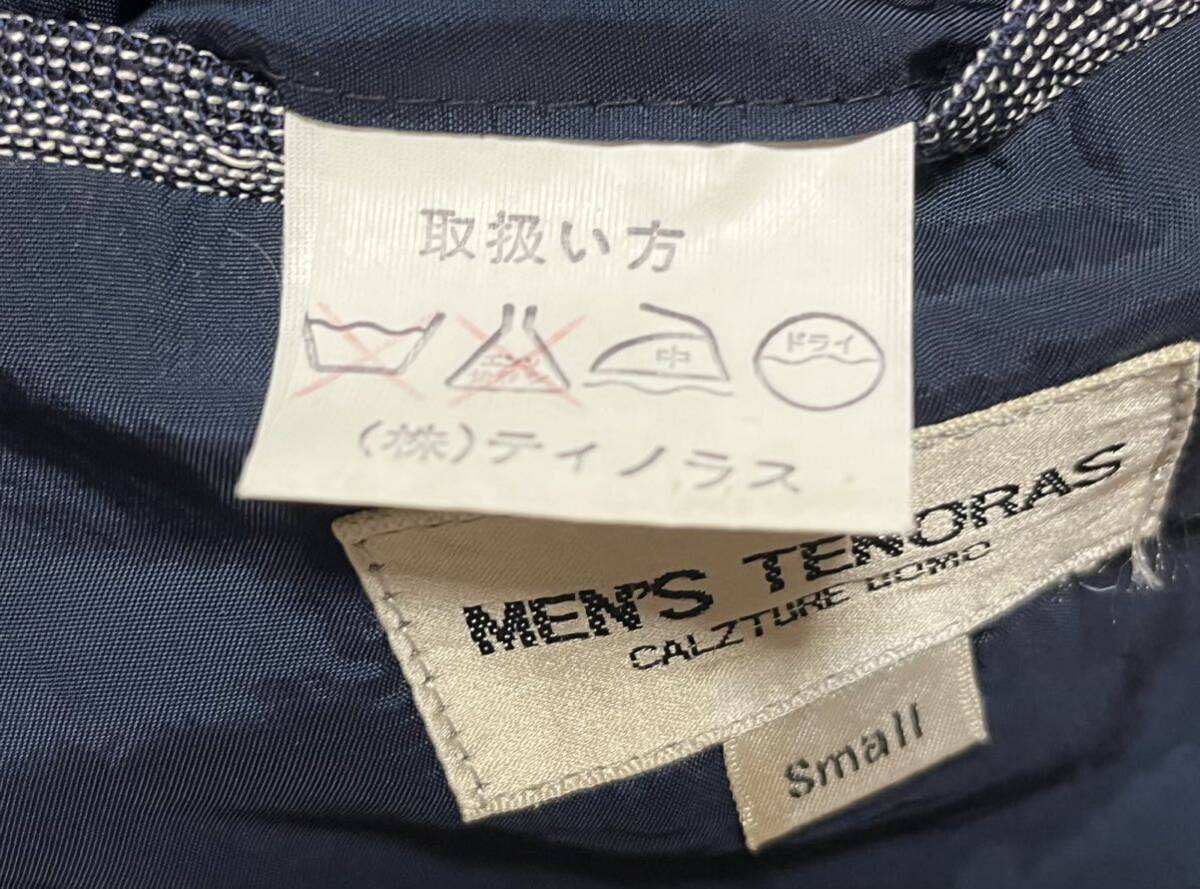 取扱い方
中 ドライ
(株)ティノラス
MEN'S TENORAS
CALZTURE UOMO
Small